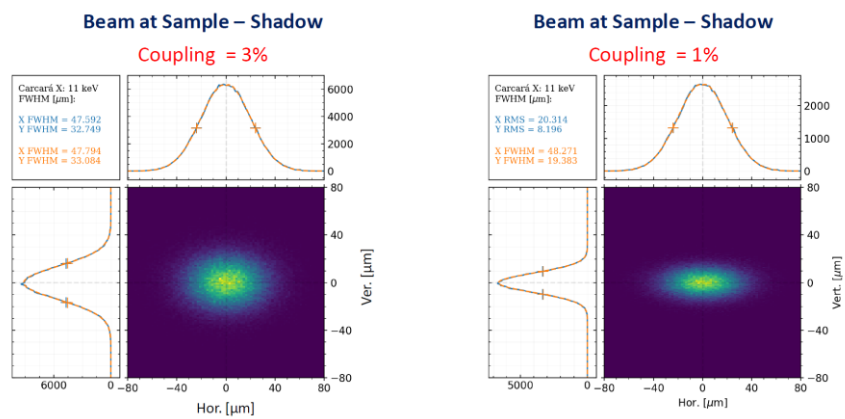 Beam at Sample – Shadow
Coupling = 3%
Carcará X: 11 keV
FWHM [μm]:
X FWHM = 47.592
Y FWHM = 32.749
X FWHM = 47.794
Y FWHM = 33.084
6000
4000
2000
0
80
40
0
−40
−80
Ver. [μm]
6000
0
−80
−40
0
40
80
Hor. [μm]
Beam at Sample – Shadow
Coupling = 1%
Carcará X: 11 keV
FWHM [μm]:
X RMS = 20.314
Y RMS = 8.196
X FWHM = 48.271
Y FWHM = 19.383
2000
1000
0
80
40
0
−40
−80
Vert. [μm]
5000
0
−80
−40
0
40
80
Hor. [μm]